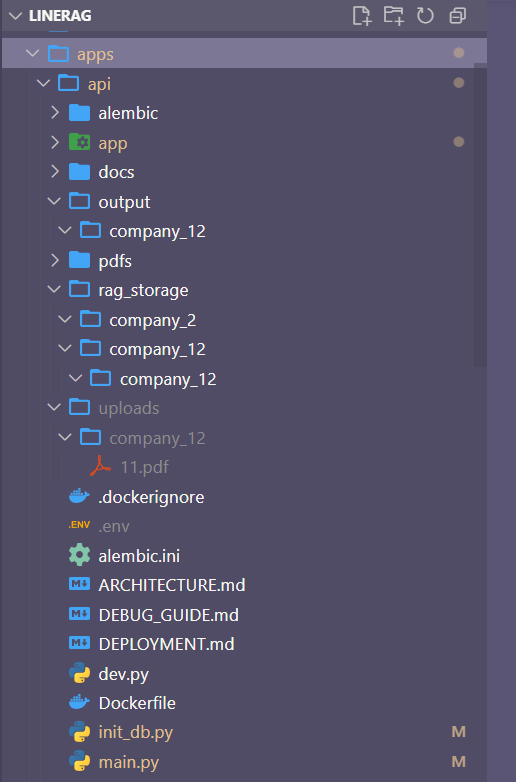 LINERAG
apps
api
alembic
app
docs
output
company_12
pdfs
rag_storage
company_2
company_12
company_12
uploads
company_12
11.pdf
.dockerignore
.ENV .env
alembic.ini
ARCHITECTURE.md
DEBUG_GUIDE.md
DEPLOYMENT.md
dev.py
Dockerfile
init_db.py M
main.py M